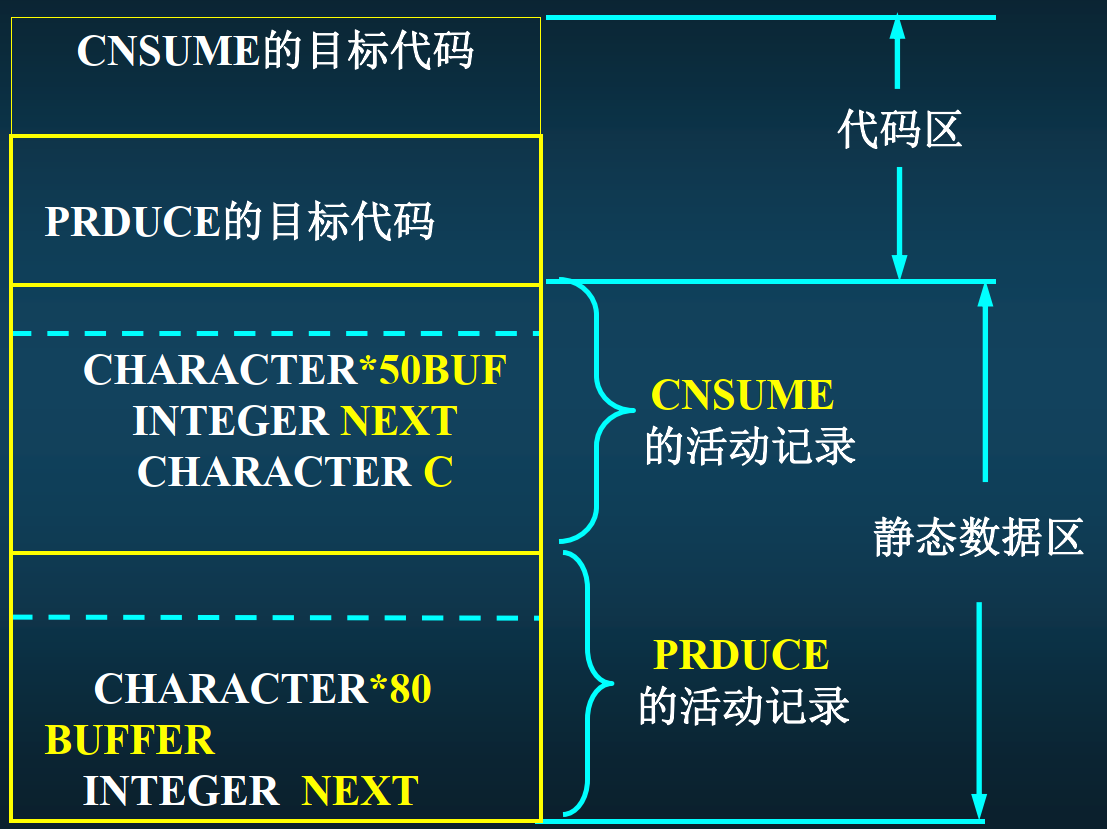 CNSUME的目标代码
代码区
PRDUCE的目标代码
CHARACTER*50BUF
INTEGER NEXT
CHARACTER C
CNSUME
的活动记录
静态数据区
CHARACTER*80
BUFFER
INTEGER NEXT
PRDUCE
的活动记录